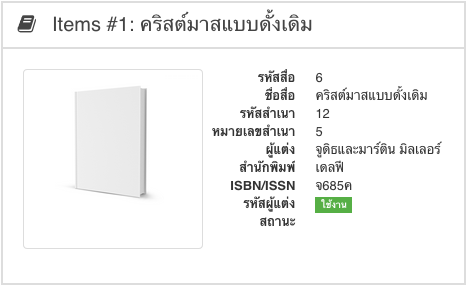 Items #1: คริสต์มาสแบบดั้งเดิม
รหัสสื่อ 6
ชื่อสื่อ คริสต์มาสแบบดั้งเดิม
รหัสสำเนา 12
หมายเลขสำเนา 5
ผู้แต่ง จูดิธและมาร์ติน มิลเลอร์
สำนักพิมพ์ เดลฟี
ISBN/ISSN จ685ค
รหัสผู้แต่ง ใช้งาน
สถานะ